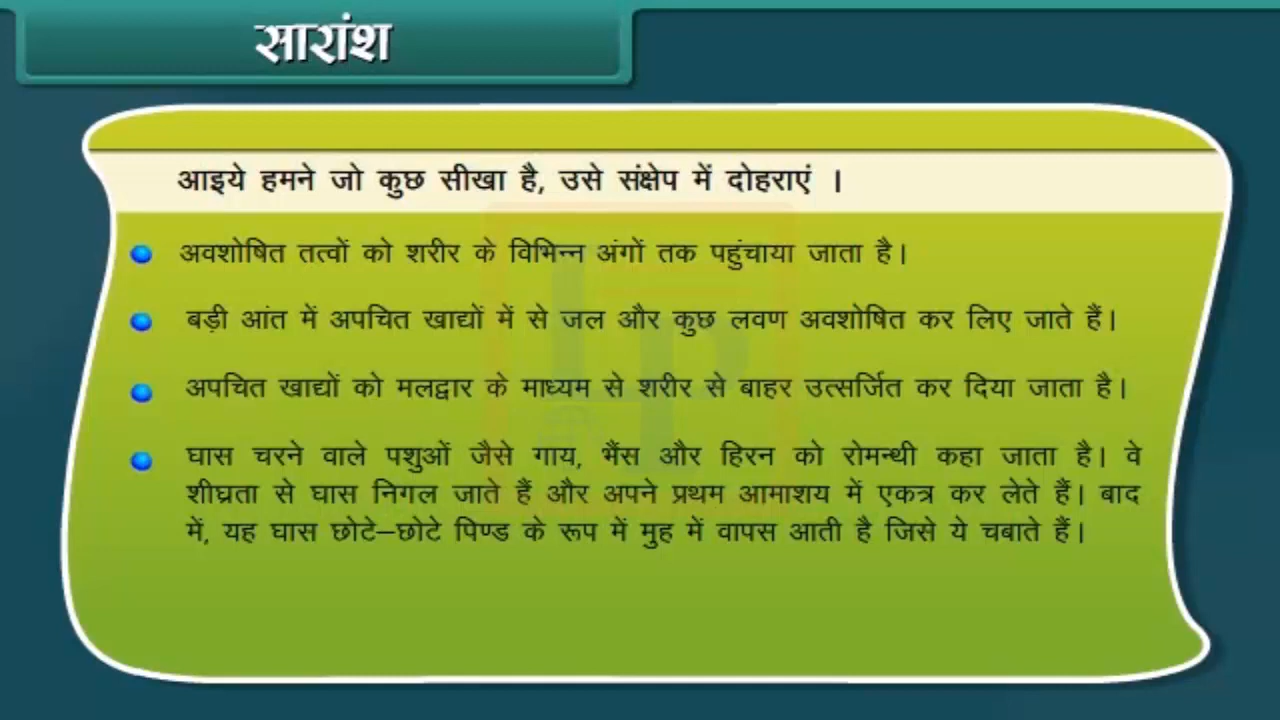 सारांश
आइये हमने जो कुछ सीखा है, उसे संक्षेप में दोहराएं ।
अवशोषित तत्वों को शरीर के विभिन्न अंगों तक पहुंचाया जाता है।
बड़ी आंत में अपचित खाद्यों में से जल और कुछ लवण अवशोषित कर लिए जाते हैं।
अपचित खाद्यों को मलद्वार के माध्यम से शरीर से बाहर उत्सर्जित कर दिया जाता है।
घास चरने वाले पशुओं जैसे गाय, भैंस और हिरन को रोमन्थी कहा जाता है। वे
शीघ्रता से घास निगल जाते हैं और अपने प्रथम आमाशय में एकत्र कर लेते हैं। बाद
में, यह घास छोटे–छोटे पिण्ड के रूप में मुह में वापस आती है जिसे ये चबाते हैं।